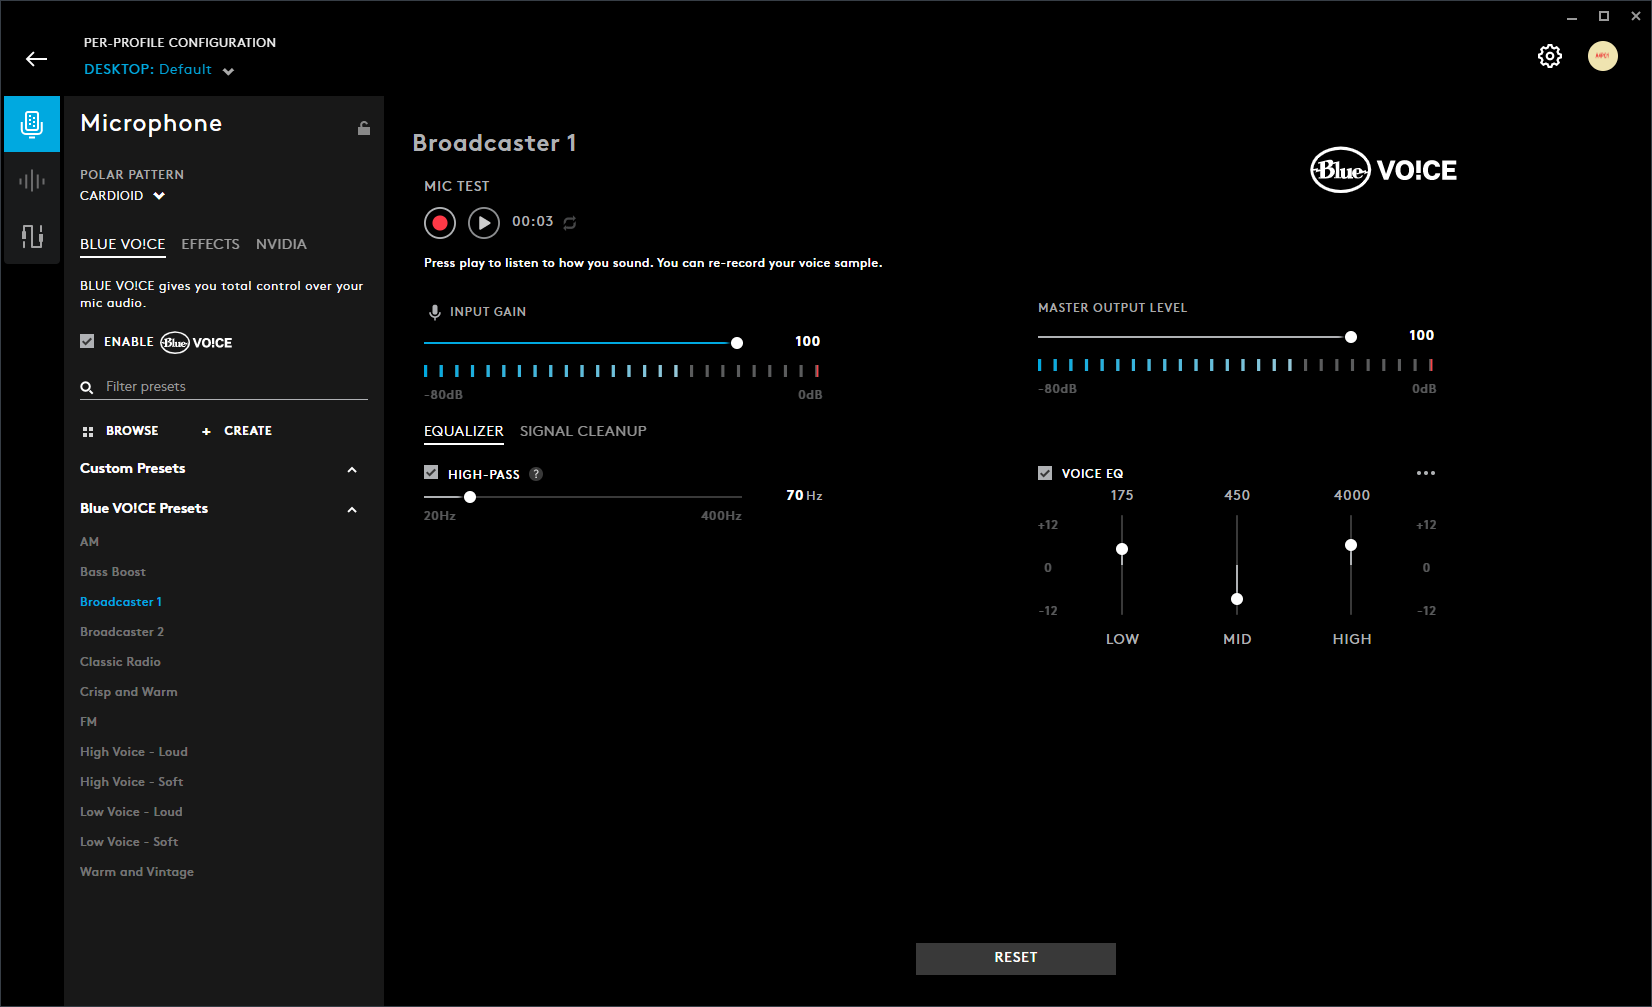 PER-PROFILE CONFIGURATION
DESKTOP: Default
Microphone
POLAR PATTERN
CARDIOID
BLUE VO!CE EFFECTS NVIDIA
BLUE VO!CE gives you total control over your
mic audio.
ENABLE Blue VO!CE
Filter presets
BROWSE + CREATE
Custom Presets
Blue VO!CE Presets
AM
Bass Boost
Broadcaster 1
Broadcaster 2
Classic Radio
Crisp and Warm
FM
High Voice - Loud
High Voice - Soft
Low Voice - Loud
Low Voice - Soft
Warm and Vintage
Broadcaster 1
Blue VO!CE
MIC TEST
00:03
Press play to listen to how you sound. You can re-record your voice sample.
INPUT GAIN
100
-80dB 0dB
MASTER OUTPUT LEVEL
100
-80dB 0dB
EQUALIZER SIGNAL CLEANUP
HIGH-PASS ?
70 Hz
20Hz 400Hz
VOICE EQ
175 450 4000
+12 +12
0 0
-12 -12
LOW MID HIGH
RESET